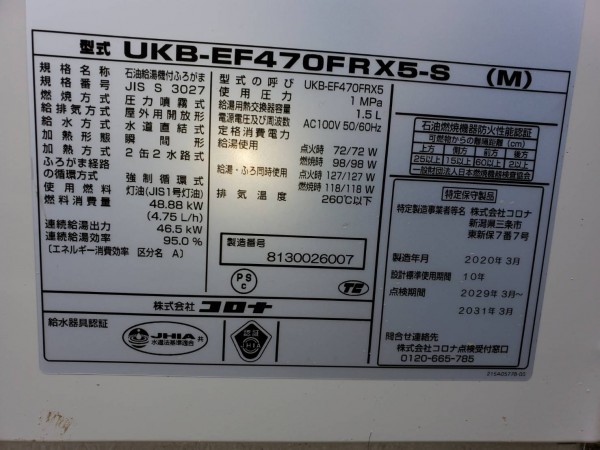 型式 UKB-EF470FRX5-S (M)
規格名称 石油給湯機付ふろがま
規格番号 JIS S 3027
燃焼方式 圧力噴霧式
給排気方式 屋外用開放形
給水方式 水道直結式
加熱形態 瞬間形
加熱方式 2缶2水路式
ふろがま経路の循環方式 強制循環式
使用燃料 灯油(JIS1号灯油)
燃料消費量 48.88 kW
(4.75 L/h)
連続給湯出力 46.5 kW
連続給湯効率 95.0 %
[エネルギー消費効率 区分名 A]
型式の呼び UKB-EF470FRX5
使用圧力 1 MPa
給湯用熱交換器容量 1.5 L
電源電圧及び周波数 AC100V 50/60Hz
定格消費電力
給湯使用 点火時 72/72 W
燃焼時 98/98 W
給湯・ふろ同時使用 点火時 127/127 W
燃焼時 118/118 W
排気温度 260℃以下
石油燃焼機器防火性能認証
可燃物からの離隔距離(cm)
上方 側方 前方 後方
25以上 15以上 60以上 2以上
一般財団法人日本燃焼機器検査協会
製造番号
8130026007
PS
C
特定保守製品
特定製造事業者等名 株式会社コロナ
新潟県三条市
東新保7番7号
製造年月 2020年3月
設計標準使用期間 10年
点検期間 2029年3月~
2031年3月
問合せ連絡先
株式会社コロナ点検受付窓口
0120-665-785
株式会社 コロナ
給水器具認証
JHIA 共
水道法基準適合
認証
JHIA